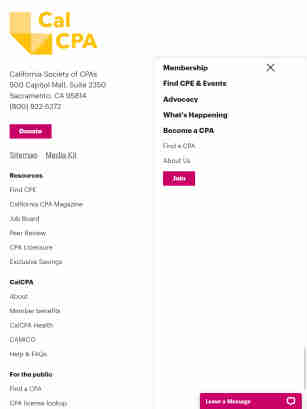 Cal
CPA
California Society of CPAs
500 Capitol Mall, Suite 2350
Sacramento, CA 95814
(800) 922-5272
Donate
Sitemap Media Kit
Resources
Find CPE
California CPA Magazine
Job Board
Peer Review
CPA Licensure
Exclusive Savings
CalCPA
About
Member benefits
CalCPA Health
CAMICO
Help & FAQs
For the public
Find a CPA
CPA license lookup
Membership
Find CPE & Events
Advocacy
What's Happening
Become a CPA
Find a CPA
About Us
Join
Leave a Message